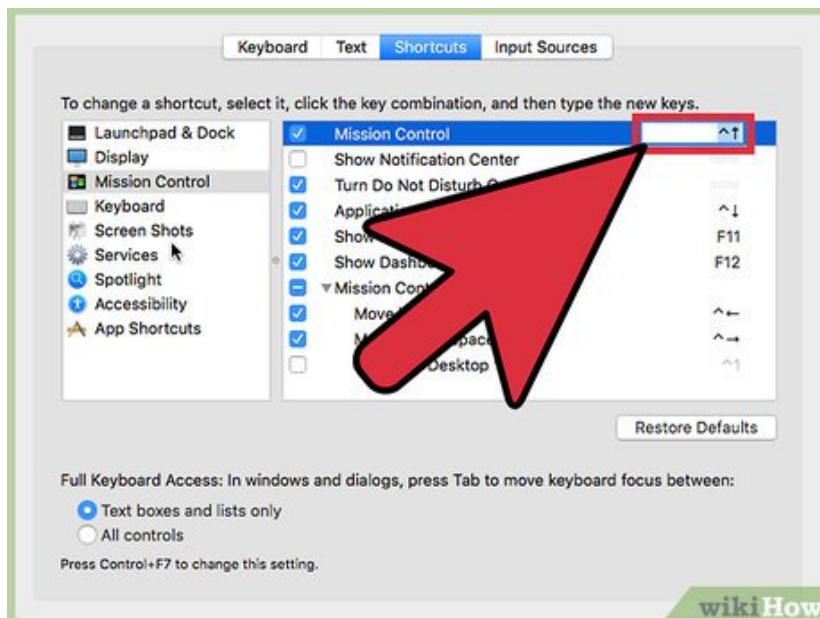 Keyboard Text Shortcuts Input Sources
To change a shortcut, select it, click the key combination, and then type the new keys.
Launchpad & Dock
Display
Mission Control
Keyboard
Screen Shots
Services
Spotlight
Accessibility
App Shortcuts
Mission Control ^↑
Show Notification Center none
Turn Do Not Disturb none
^↓
Show F11
Show F12
Mission
^←
^→
Desktop ^1
Restore Defaults
Full Keyboard Access: In windows and dialogs, press Tab to move keyboard focus between:
Text boxes and lists only
All controls
Press Control+F7 to change this setting.
wikiHow